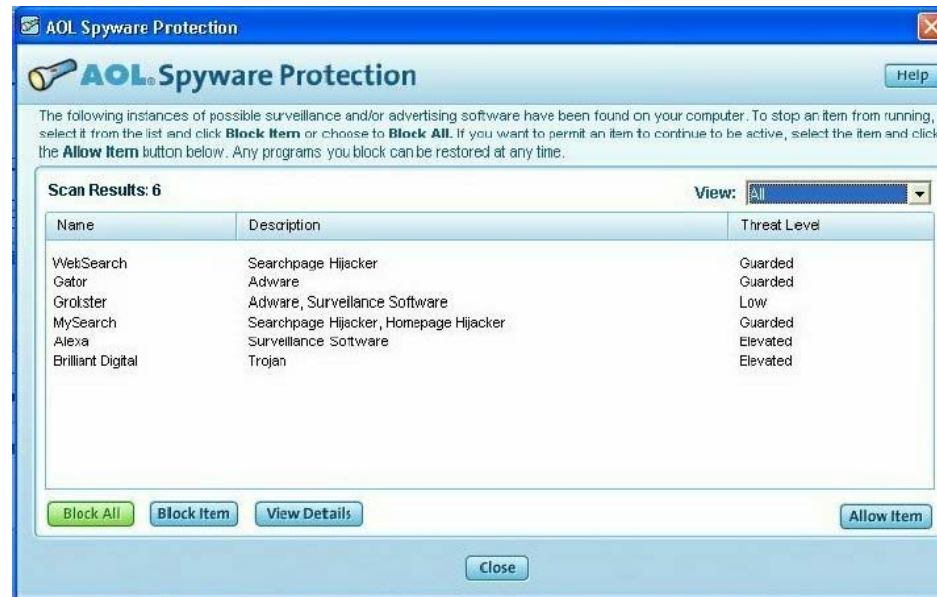 AOL Spyware Protection
AOL® Spyware Protection
Help
The following instances of possible surveillance and/or advertising software have been found on your computer. To stop an item from running,
select it from the list and click Block Item or choose to Block All. If you want to permit an item to continue to be active, select the item and click
the Allow Item button below. Any programs you block can be restored at any time.
Scan Results: 6
View: All
Name Description Threat Level
WebSearch Searchpage Hijacker Guarded
Gator Adware Guarded
Grokster Adware, Surveillance Software Low
MySearch Searchpage Hijacker, Homepage Hijacker Guarded
Alexa Surveillance Software Elevated
Brilliant Digital Trojan Elevated
Block All Block Item View Details Allow Item
Close